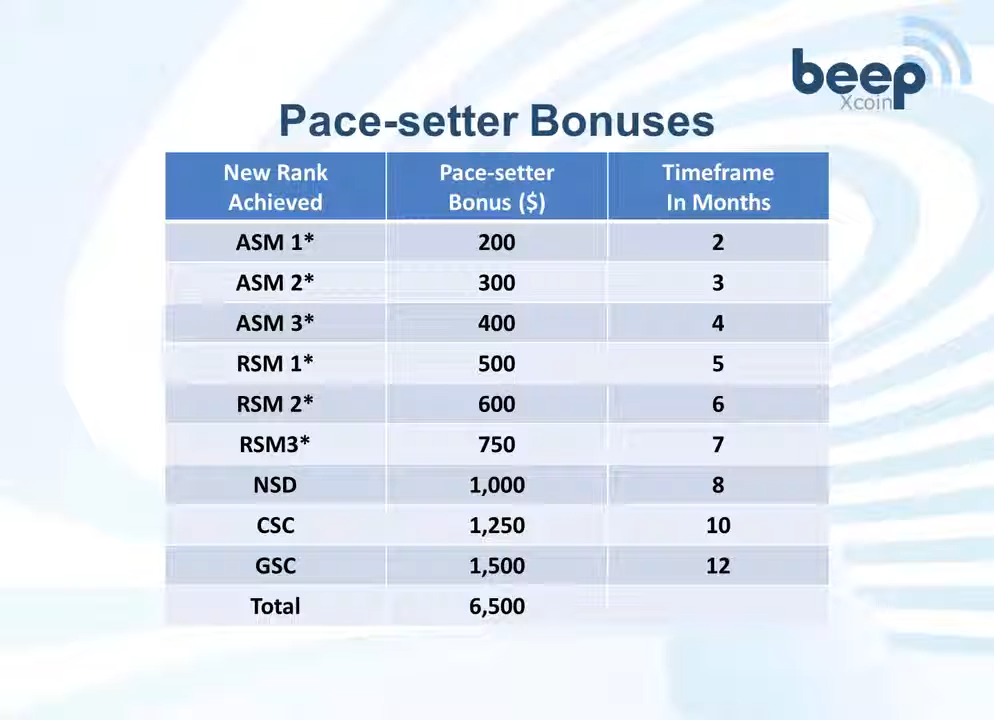 beep
Xcoin
Pace-setter Bonuses
New Rank Achieved Pace-setter Bonus ($) Timeframe In Months
ASM 1* 200 2
ASM 2* 300 3
ASM 3* 400 4
RSM 1* 500 5
RSM 2* 600 6
RSM3* 750 7
NSD 1,000 8
CSC 1,250 10
GSC 1,500 12
Total 6,500